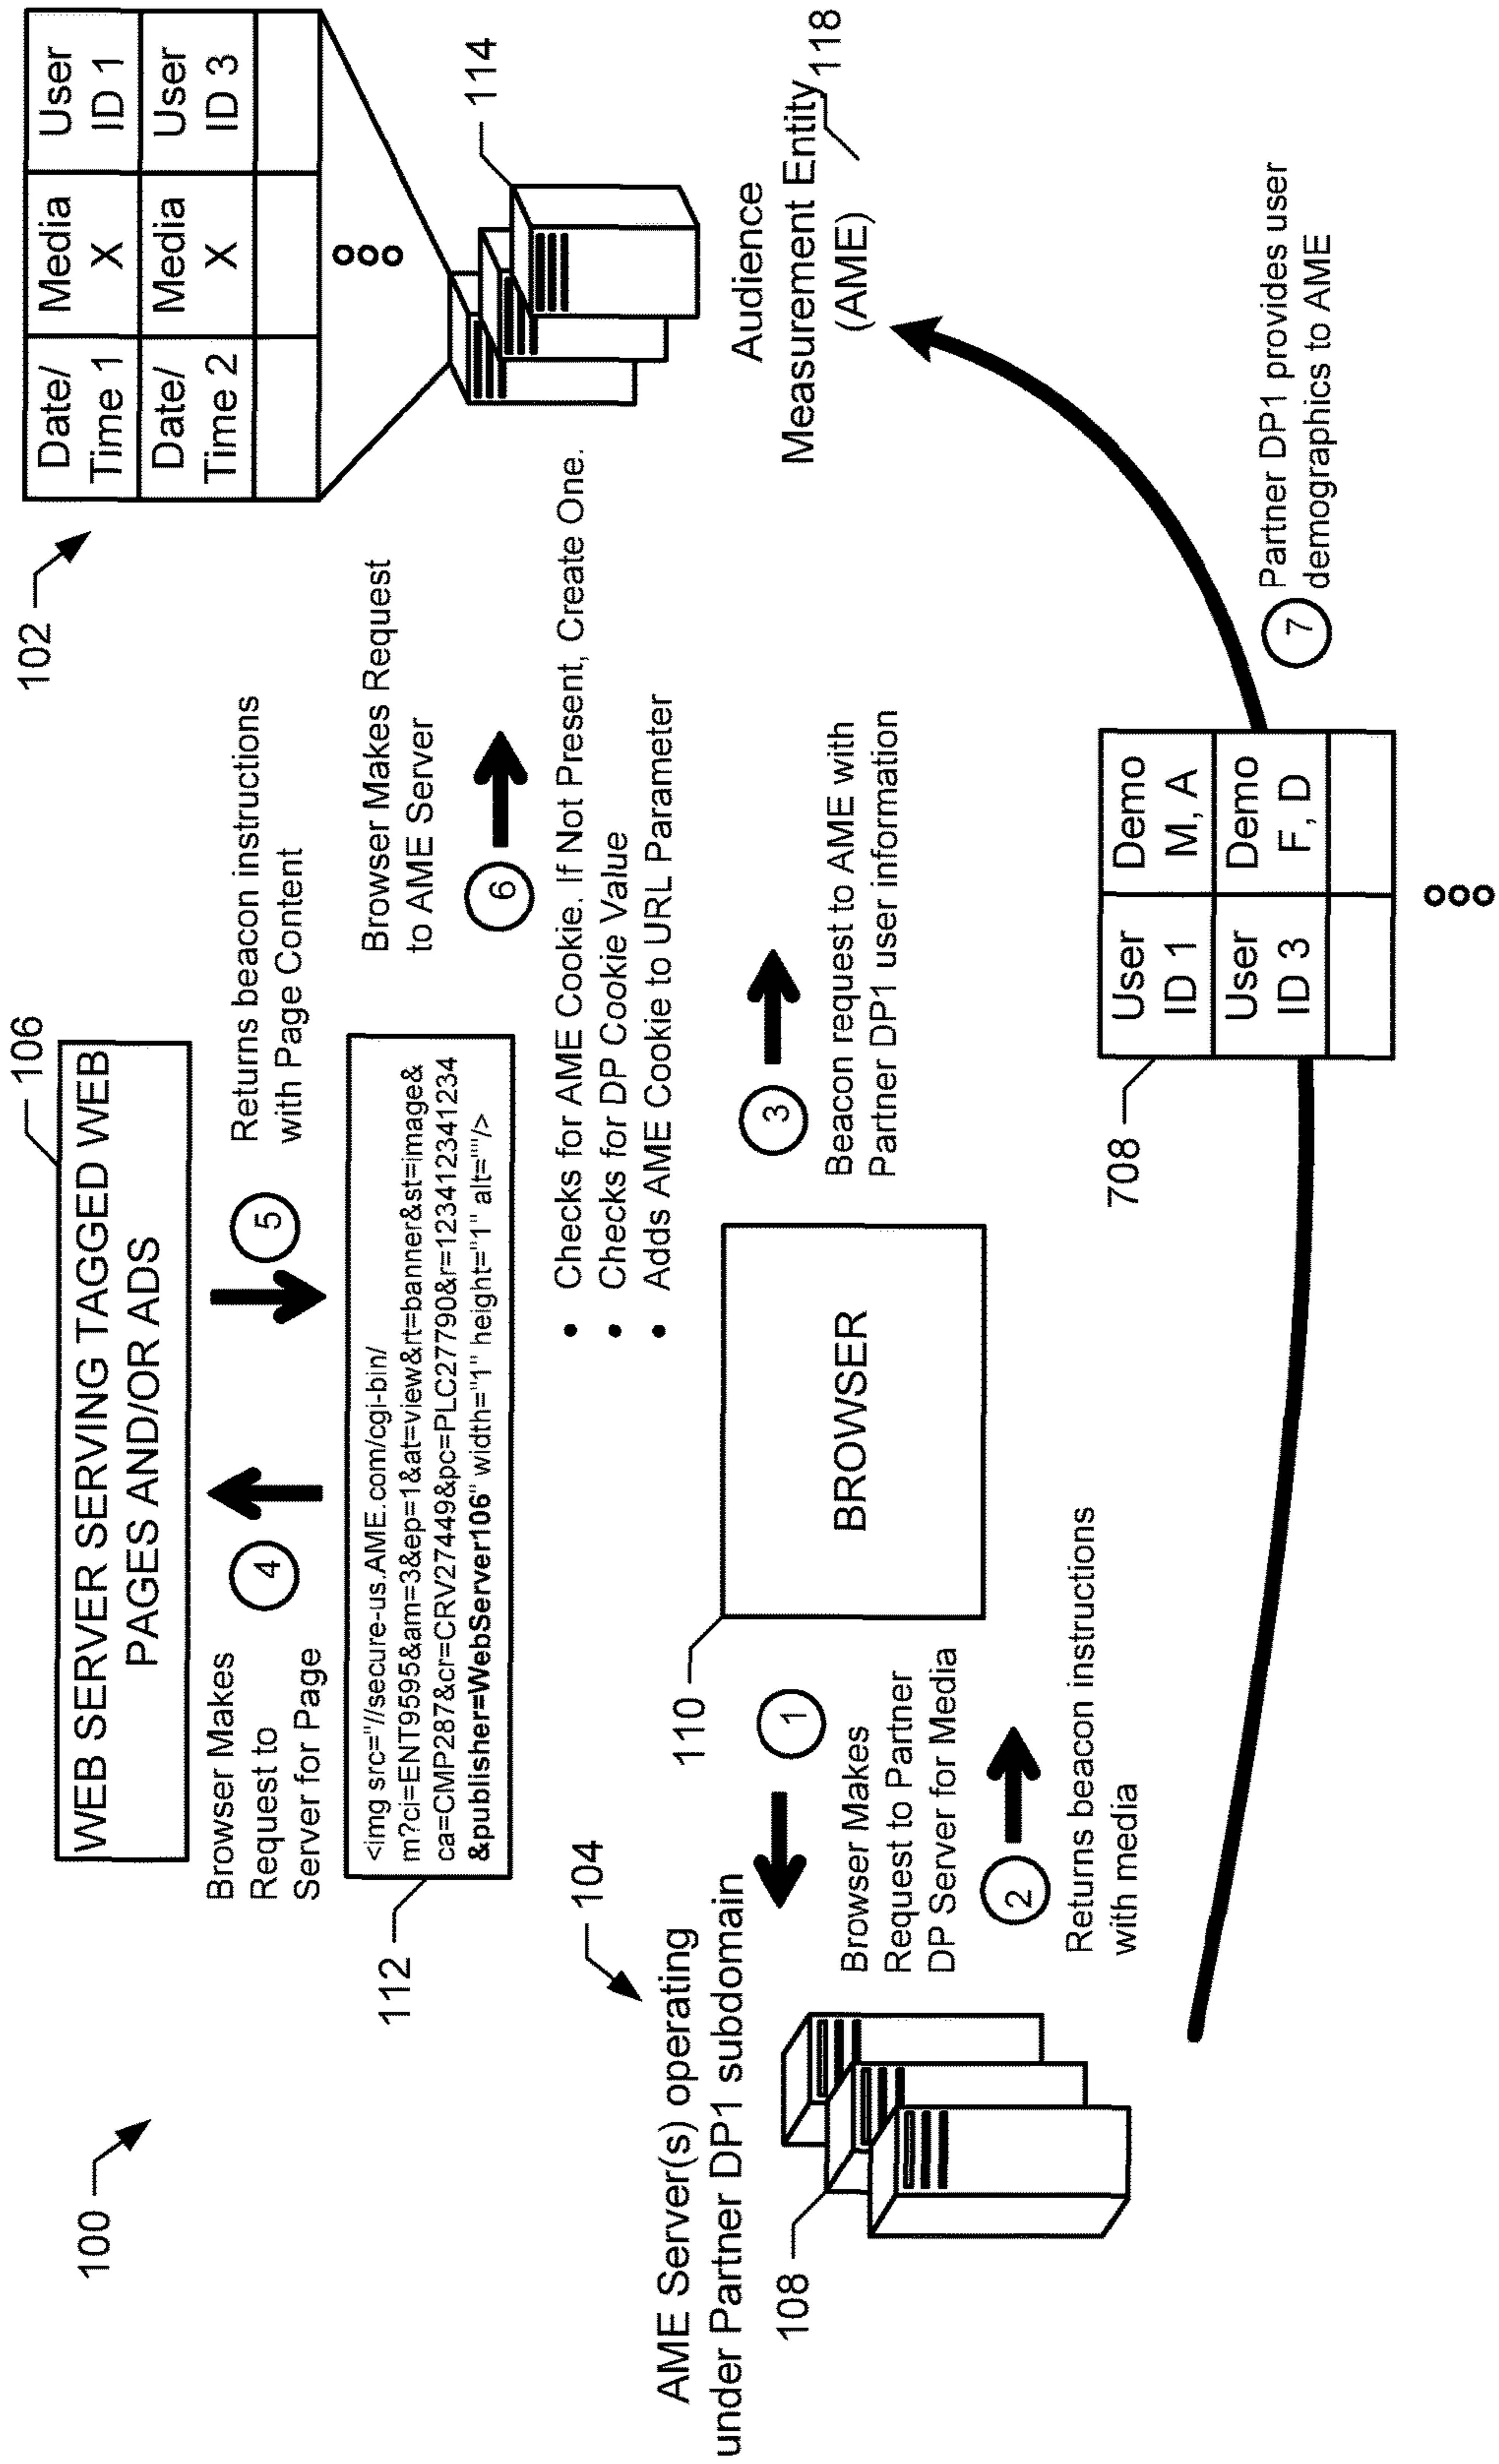 100
102
WEB SERVER SERVING TAGGED WEB
PAGES AND/OR ADS
106
Browser Makes
Request to
Server for Page
4
5
Returns beacon instructions
with Page Content
<img src="//secure-us.AME.com/cgi-bin/
m?ci=ENT9595&am=3&ep=1&at=view&rt=banner&st=image&
ca=CMP287&cr=CRV27449&pc=PLC27790&r=123412341234
&publisher=WebServer106" width="1" height="1" alt=""/>
112
Browser Makes Request
to AME Server
6
• Checks for AME Cookie. If Not Present, Create One.
• Checks for DP Cookie Value
• Adds AME Cookie to URL Parameter
Date/
Time 1
Media
X
User
ID 1
Date/
Time 2
Media
X
User
ID 3
114
Audience
Measurement Entity
(AME)
118
104
AME Server(s) operating
under Partner DP1 subdomain
108
110
BROWSER
1
Browser Makes
Request to Partner
DP Server for Media
2
Returns beacon instructions
with media
3
Beacon request to AME with
Partner DP1 user information
708
User
ID 1
Demo
M, A
User
ID 3
Demo
F, D
7
Partner DP1 provides user
demographics to AME